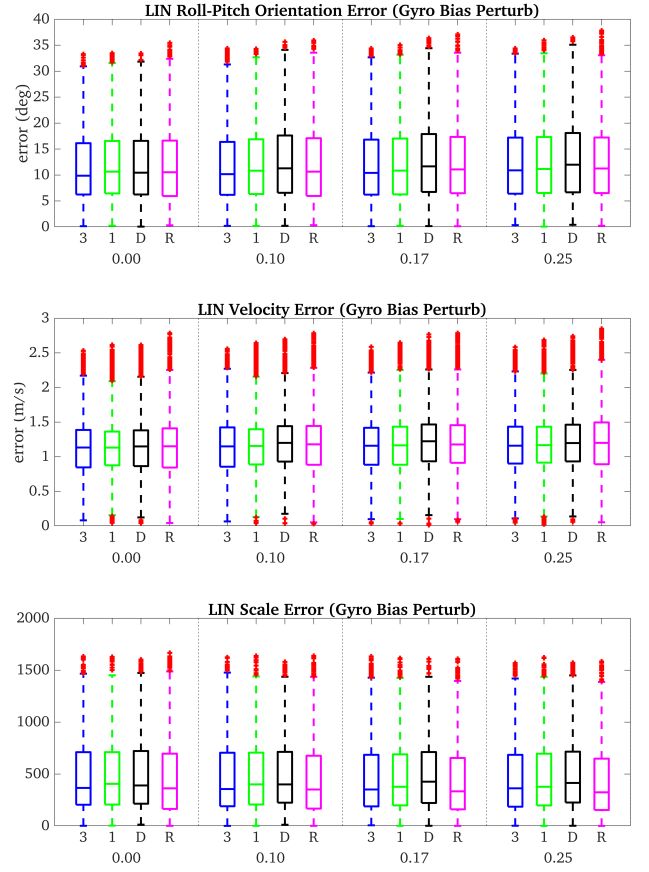 LIN Roll-Pitch Orientation Error (Gyro Bias Perturb)
40
35
30
25
20
15
10
5
0
error (deg)
3 1 D R 3 1 D R 3 1 D R 3 1 D R
0.00 0.10 0.17 0.25
LIN Velocity Error (Gyro Bias Perturb)
3
2.5
2
1.5
1
0.5
0
error (m/s)
3 1 D R 3 1 D R 3 1 D R 3 1 D R
0.00 0.10 0.17 0.25
LIN Scale Error (Gyro Bias Perturb)
2000
1500
1000
500
0
3 1 D R 3 1 D R 3 1 D R 3 1 D R
0.00 0.10 0.17 0.25